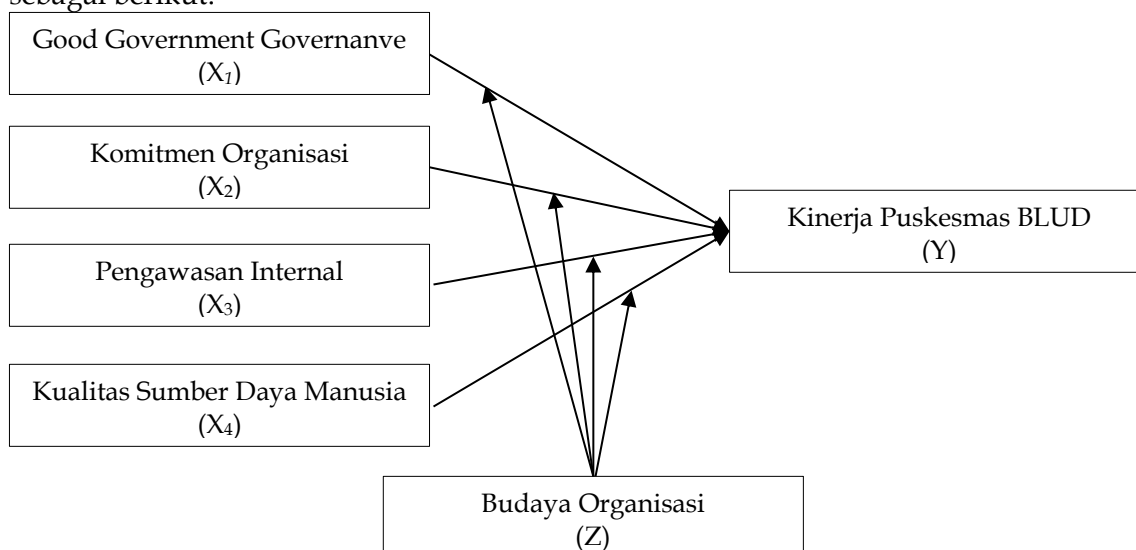 sebagai berikut:
Good Government Governanve
(X1)
Komitmen Organisasi
(X2)
Pengawasan Internal
(X3)
Kualitas Sumber Daya Manusia
(X4)
Kinerja Puskesmas BLUD
(Y)
Budaya Organisasi
(Z)